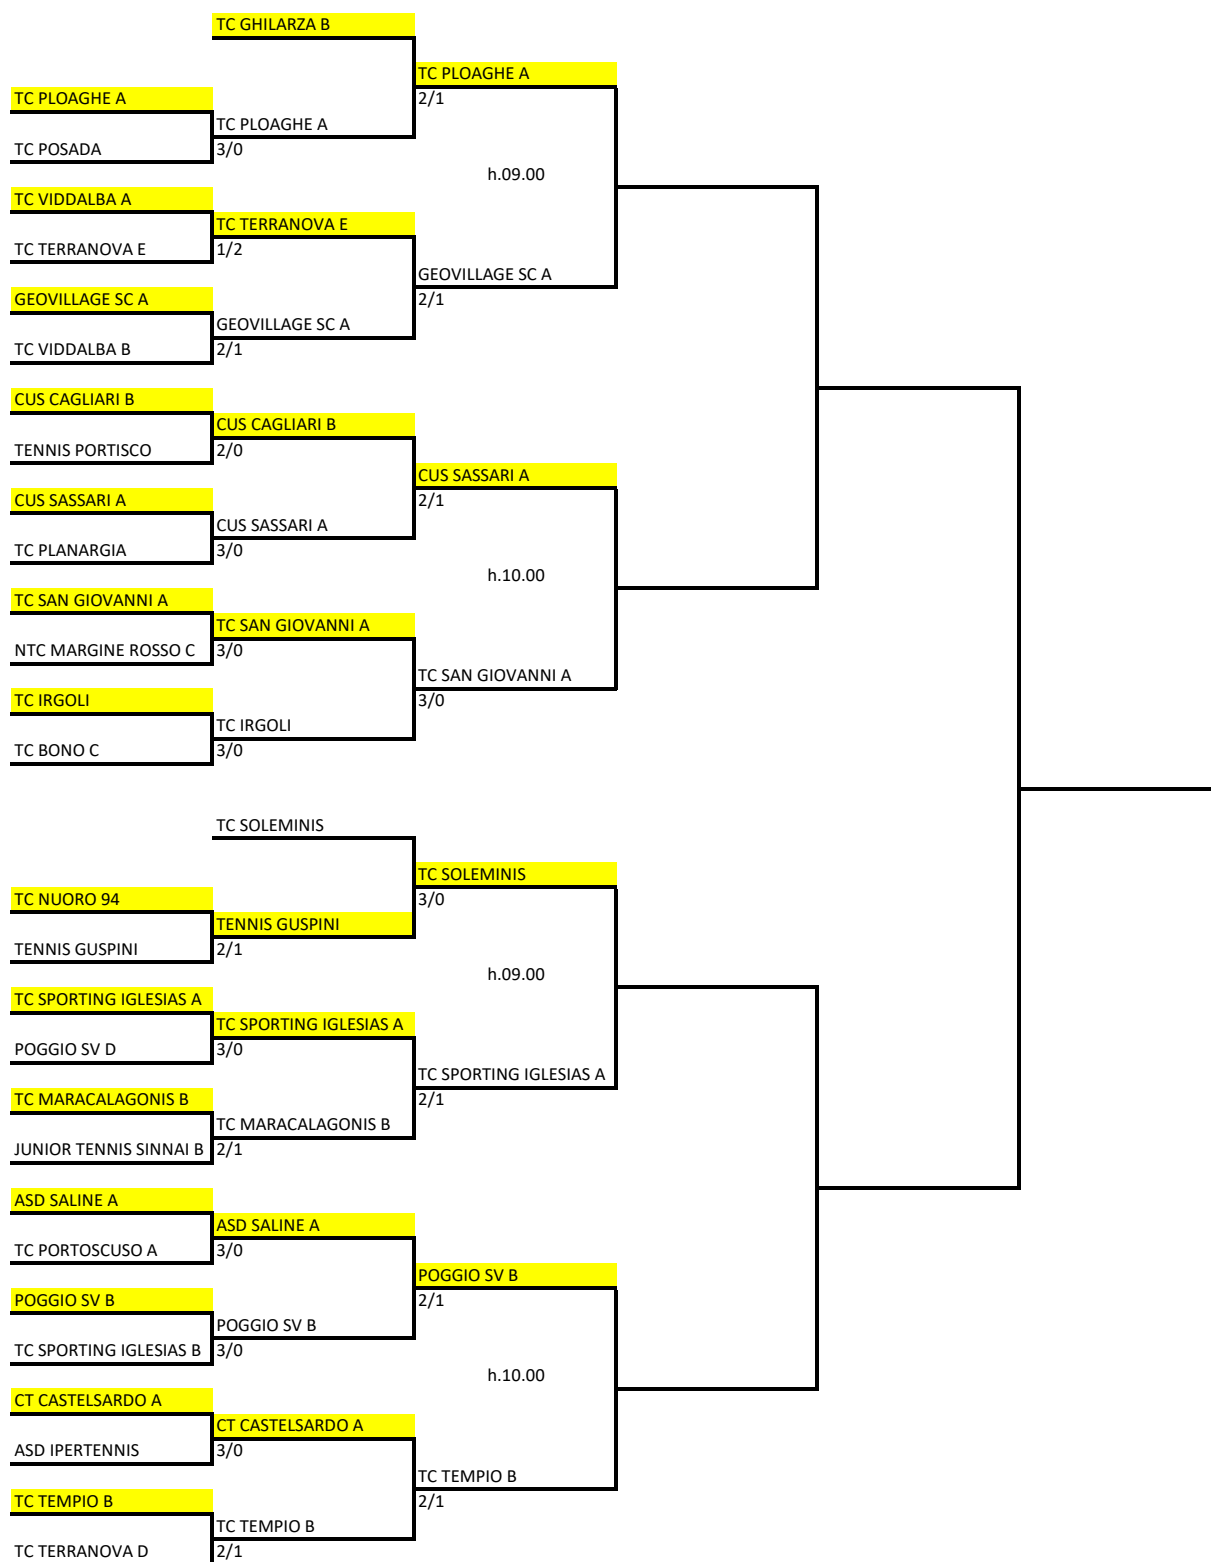 TC GHILARZA B
TC PLOAGHE A
TC PLOAGHE A
2/1
TC PLOAGHE A
TC POSADA
3/0
h.09.00
TC VIDDALBA A
TC TERRANOVA E
TC TERRANOVA E
1/2
GEOVILLAGE SC A
GEOVILLAGE SC A
2/1
GEOVILLAGE SC A
TC VIDDALBA B
2/1
CUS CAGLIARI B
CUS CAGLIARI B
TENNIS PORTISCO
2/0
CUS SASSARI A
CUS SASSARI A
2/1
CUS SASSARI A
TC PLANARGIA
3/0
h.10.00
TC SAN GIOVANNI A
TC SAN GIOVANNI A
NTC MARGINE ROSSO C
3/0
TC SAN GIOVANNI A
TC IRGOLI
3/0
TC IRGOLI
TC BONO C
3/0
TC SOLEMINIS
TC SOLEMINIS
TC NUORO 94
3/0
TENNIS GUSPINI
TENNIS GUSPINI
2/1
h.09.00
TC SPORTING IGLESIAS A
TC SPORTING IGLESIAS A
POGGIO SV D
3/0
TC SPORTING IGLESIAS A
TC MARACALAGONIS B
2/1
TC MARACALAGONIS B
JUNIOR TENNIS SINNAI B
2/1
ASD SALINE A
ASD SALINE A
TC PORTOSCUSO A
3/0
POGGIO SV B
POGGIO SV B
2/1
POGGIO SV B
TC SPORTING IGLESIAS B
3/0
h.10.00
CT CASTELSARDO A
CT CASTELSARDO A
ASD IPERTENNIS
3/0
TC TEMPIO B
TC TEMPIO B
2/1
TC TEMPIO B
TC TERRANOVA D
2/1